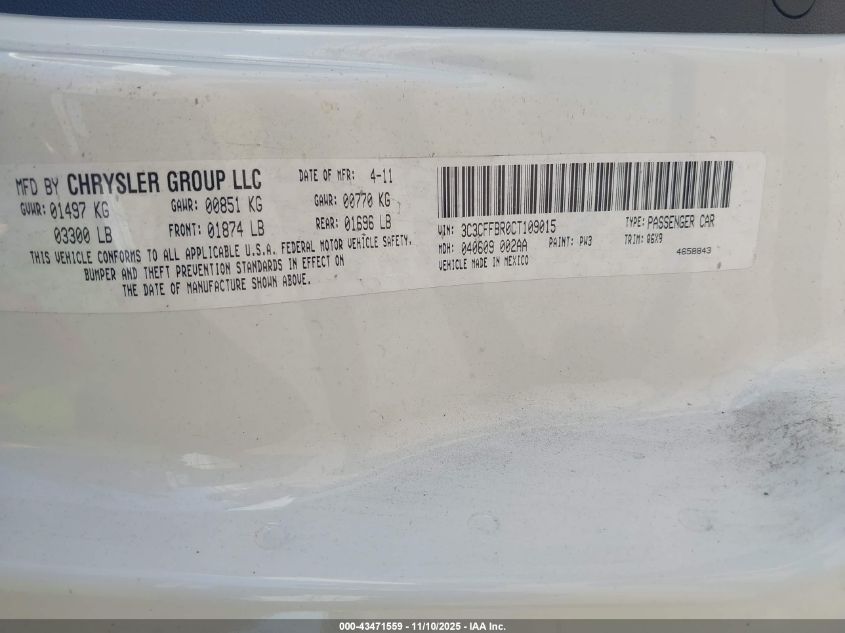 MFD BY CHRYSLER GROUP LLC DATE OF MFR: 4-11
GVWR: 01497 KG GAWR: 00851 KG GAWR: 00770 KG
03300 LB FRONT: 01874 LB REAR: 01696 LB
THIS VEHICLE CONFORMS TO ALL APPLICABLE U.S.A. FEDERAL MOTOR VEHICLE SAFETY,
BUMPER AND THEFT PREVENTION STANDARDS IN EFFECT ON
THE DATE OF MANUFACTURE SHOWN ABOVE.
VIN: 3C3CFFBR0CT109015 TYPE: PASSENGER CAR
MDH: 040609 002AA PAINT: PW3 TRIM:
VEHICLE MADE IN MEXICO 4658843
000-43471559 — 11/10/2025 — IAA Inc.